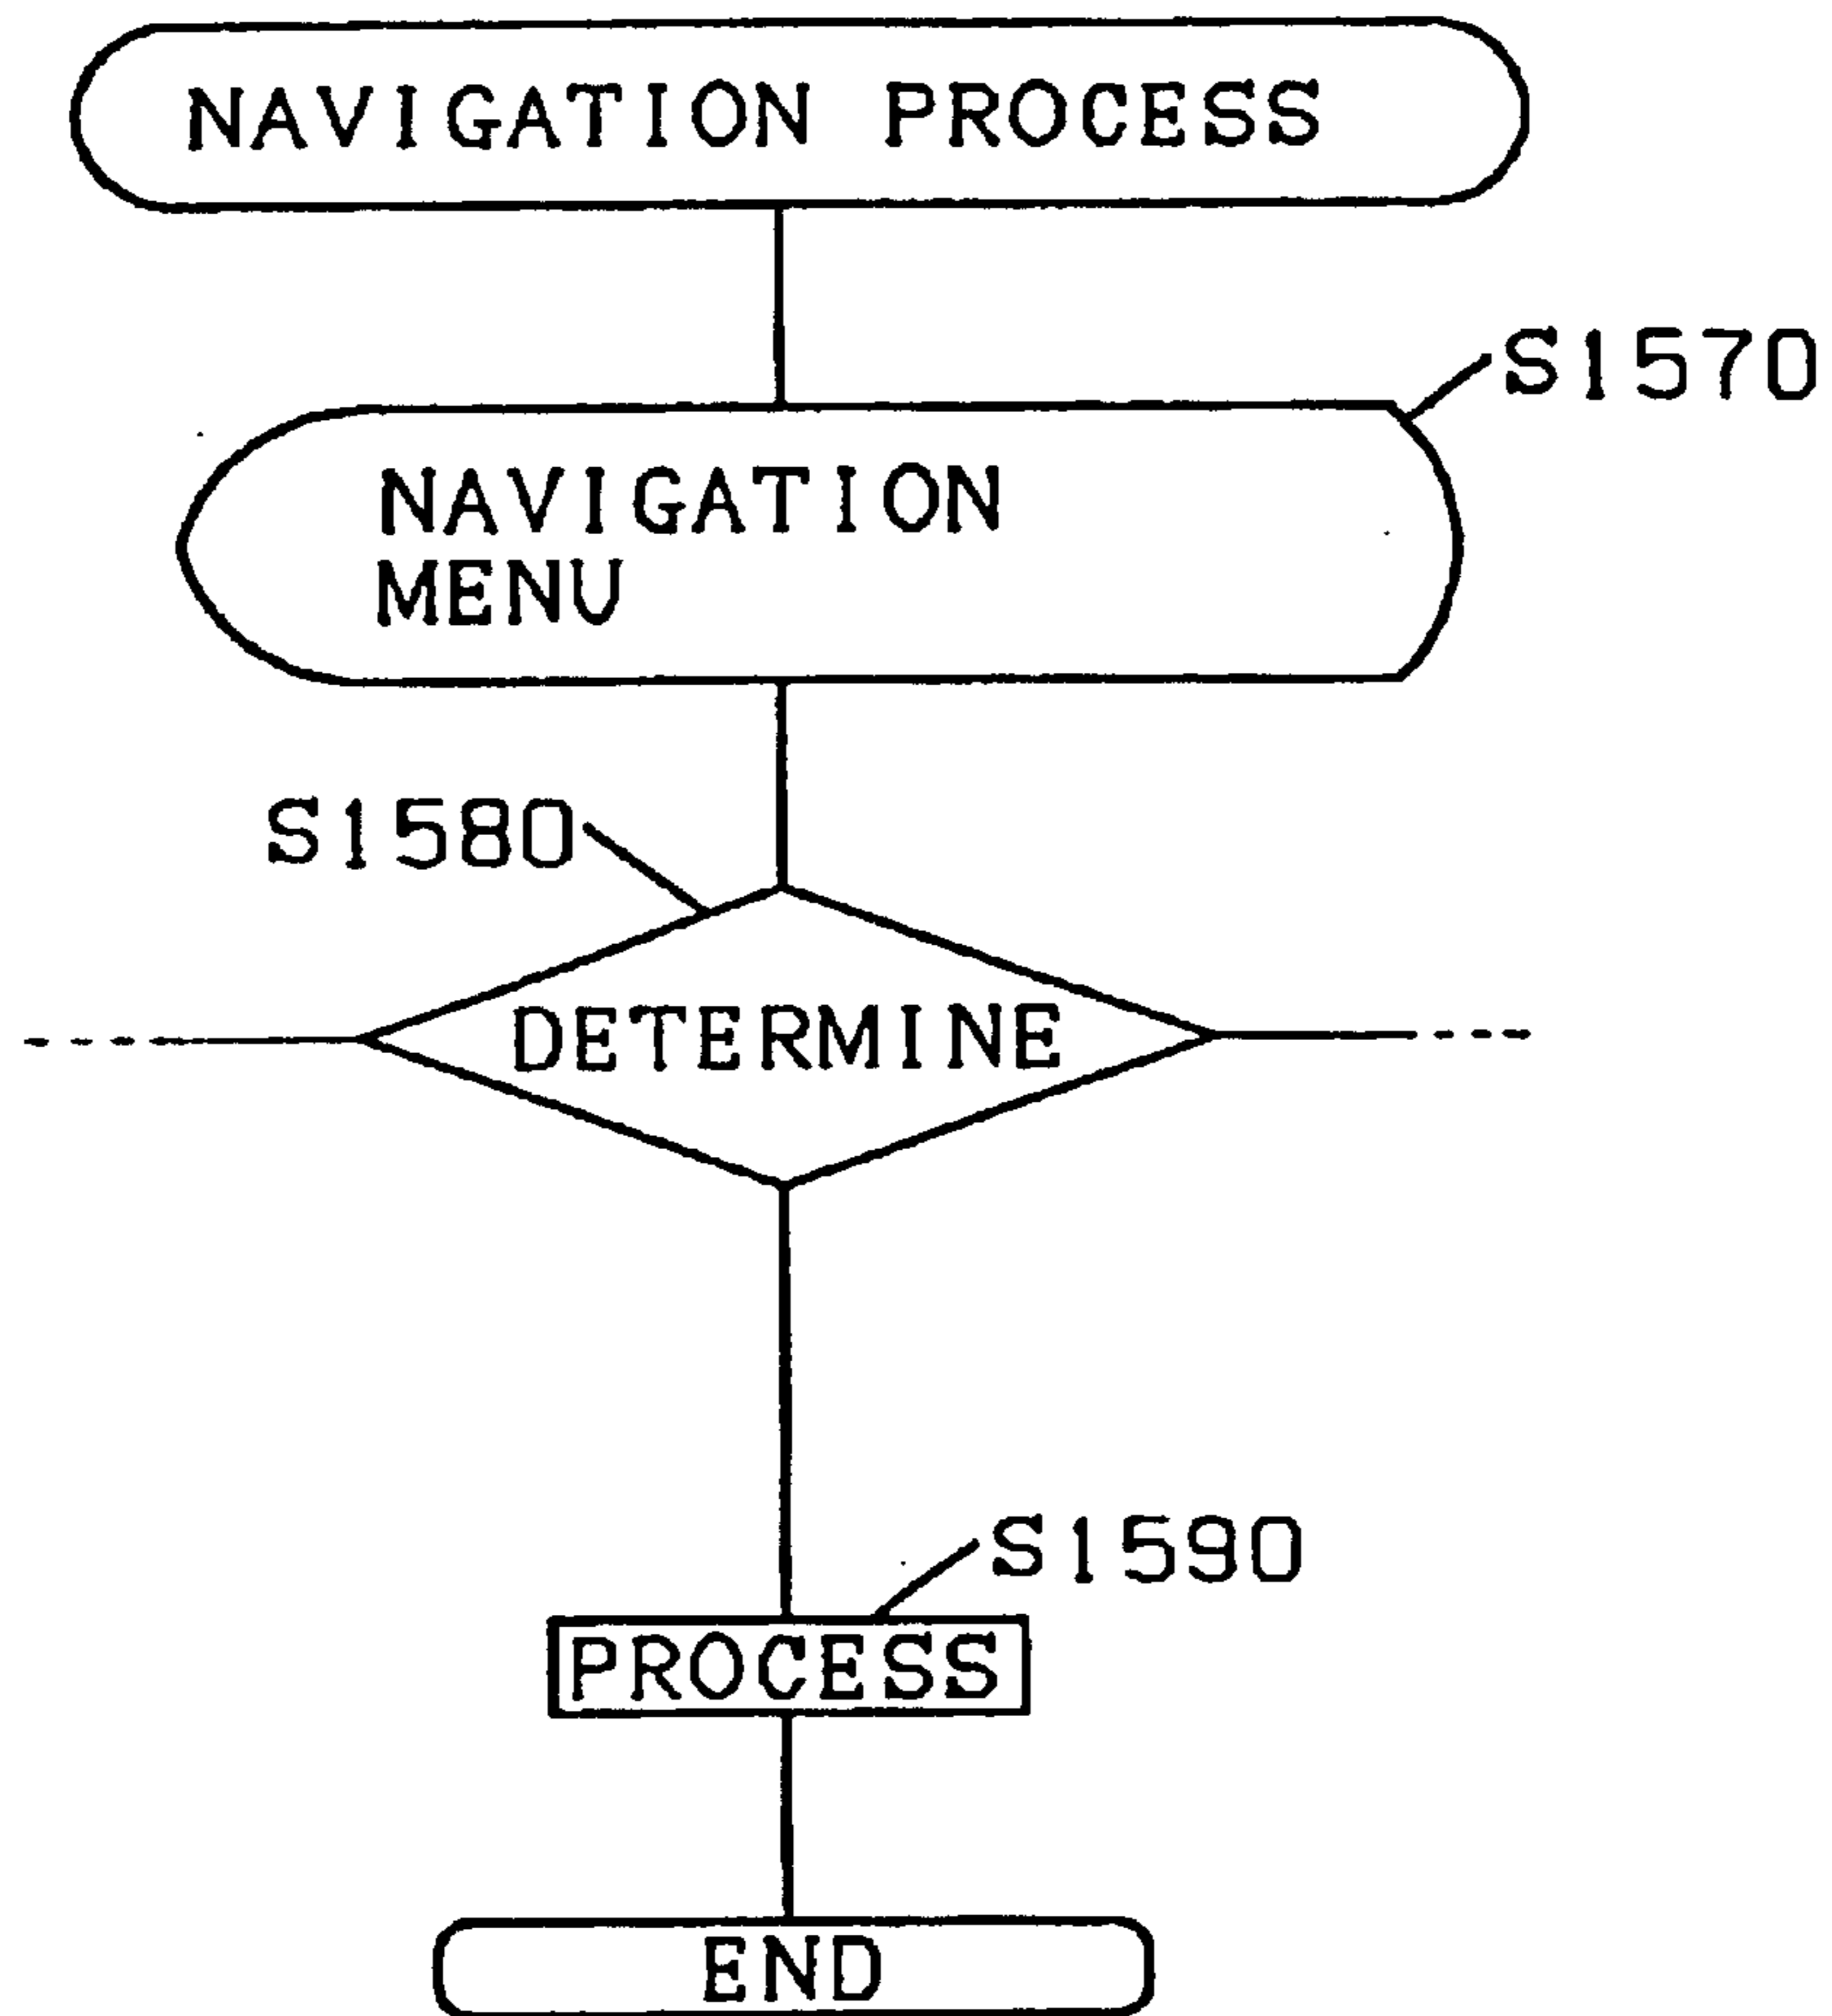 NAVIGATION PROCESS
S1570
NAVIGATION
MENU
S1580
DETERMINE
S1590
PROCESS
END